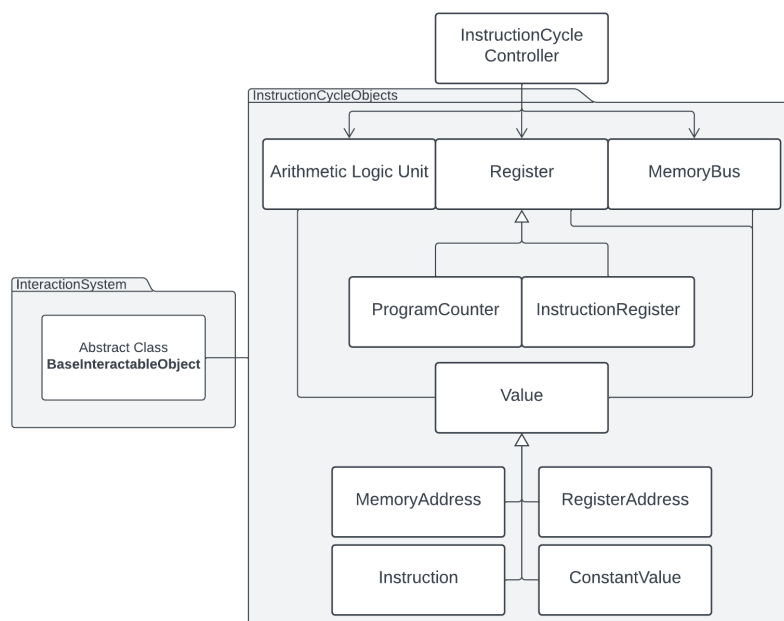 InstructionCycle
Controller
InstructionCycleObjects
Arithmetic Logic Unit
Register
MemoryBus
InteractionSystem
ProgramCounter
InstructionRegister
Abstract Class
BaseInteractableObject
Value
MemoryAddress
RegisterAddress
Instruction
ConstantValue